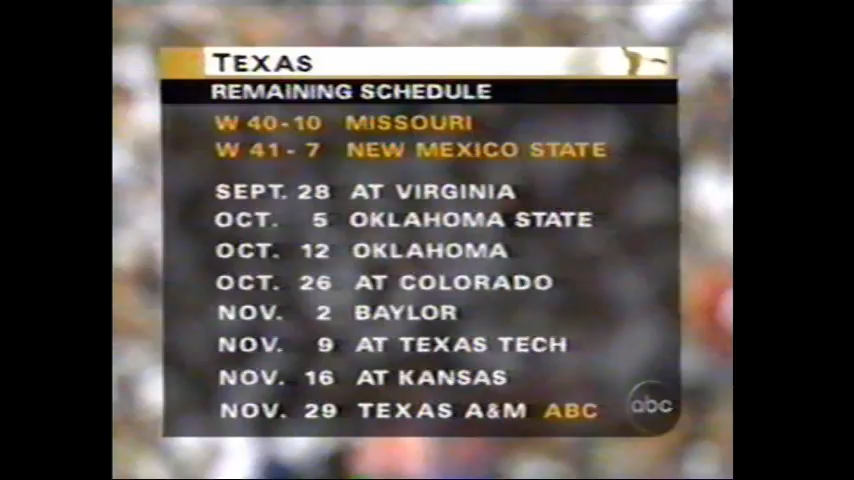 TEXAS
REMAINING SCHEDULE
W 40-10 MISSOURI
W 41-7 NEW MEXICO STATE
SEPT. 28 AT VIRGINIA
OCT. 5 OKLAHOMA STATE
OCT. 12 OKLAHOMA
OCT. 26 AT COLORADO
NOV. 2 BAYLOR
NOV. 9 AT TEXAS TECH
NOV. 16 AT KANSAS
NOV. 29 TEXAS A&M ABC
abc